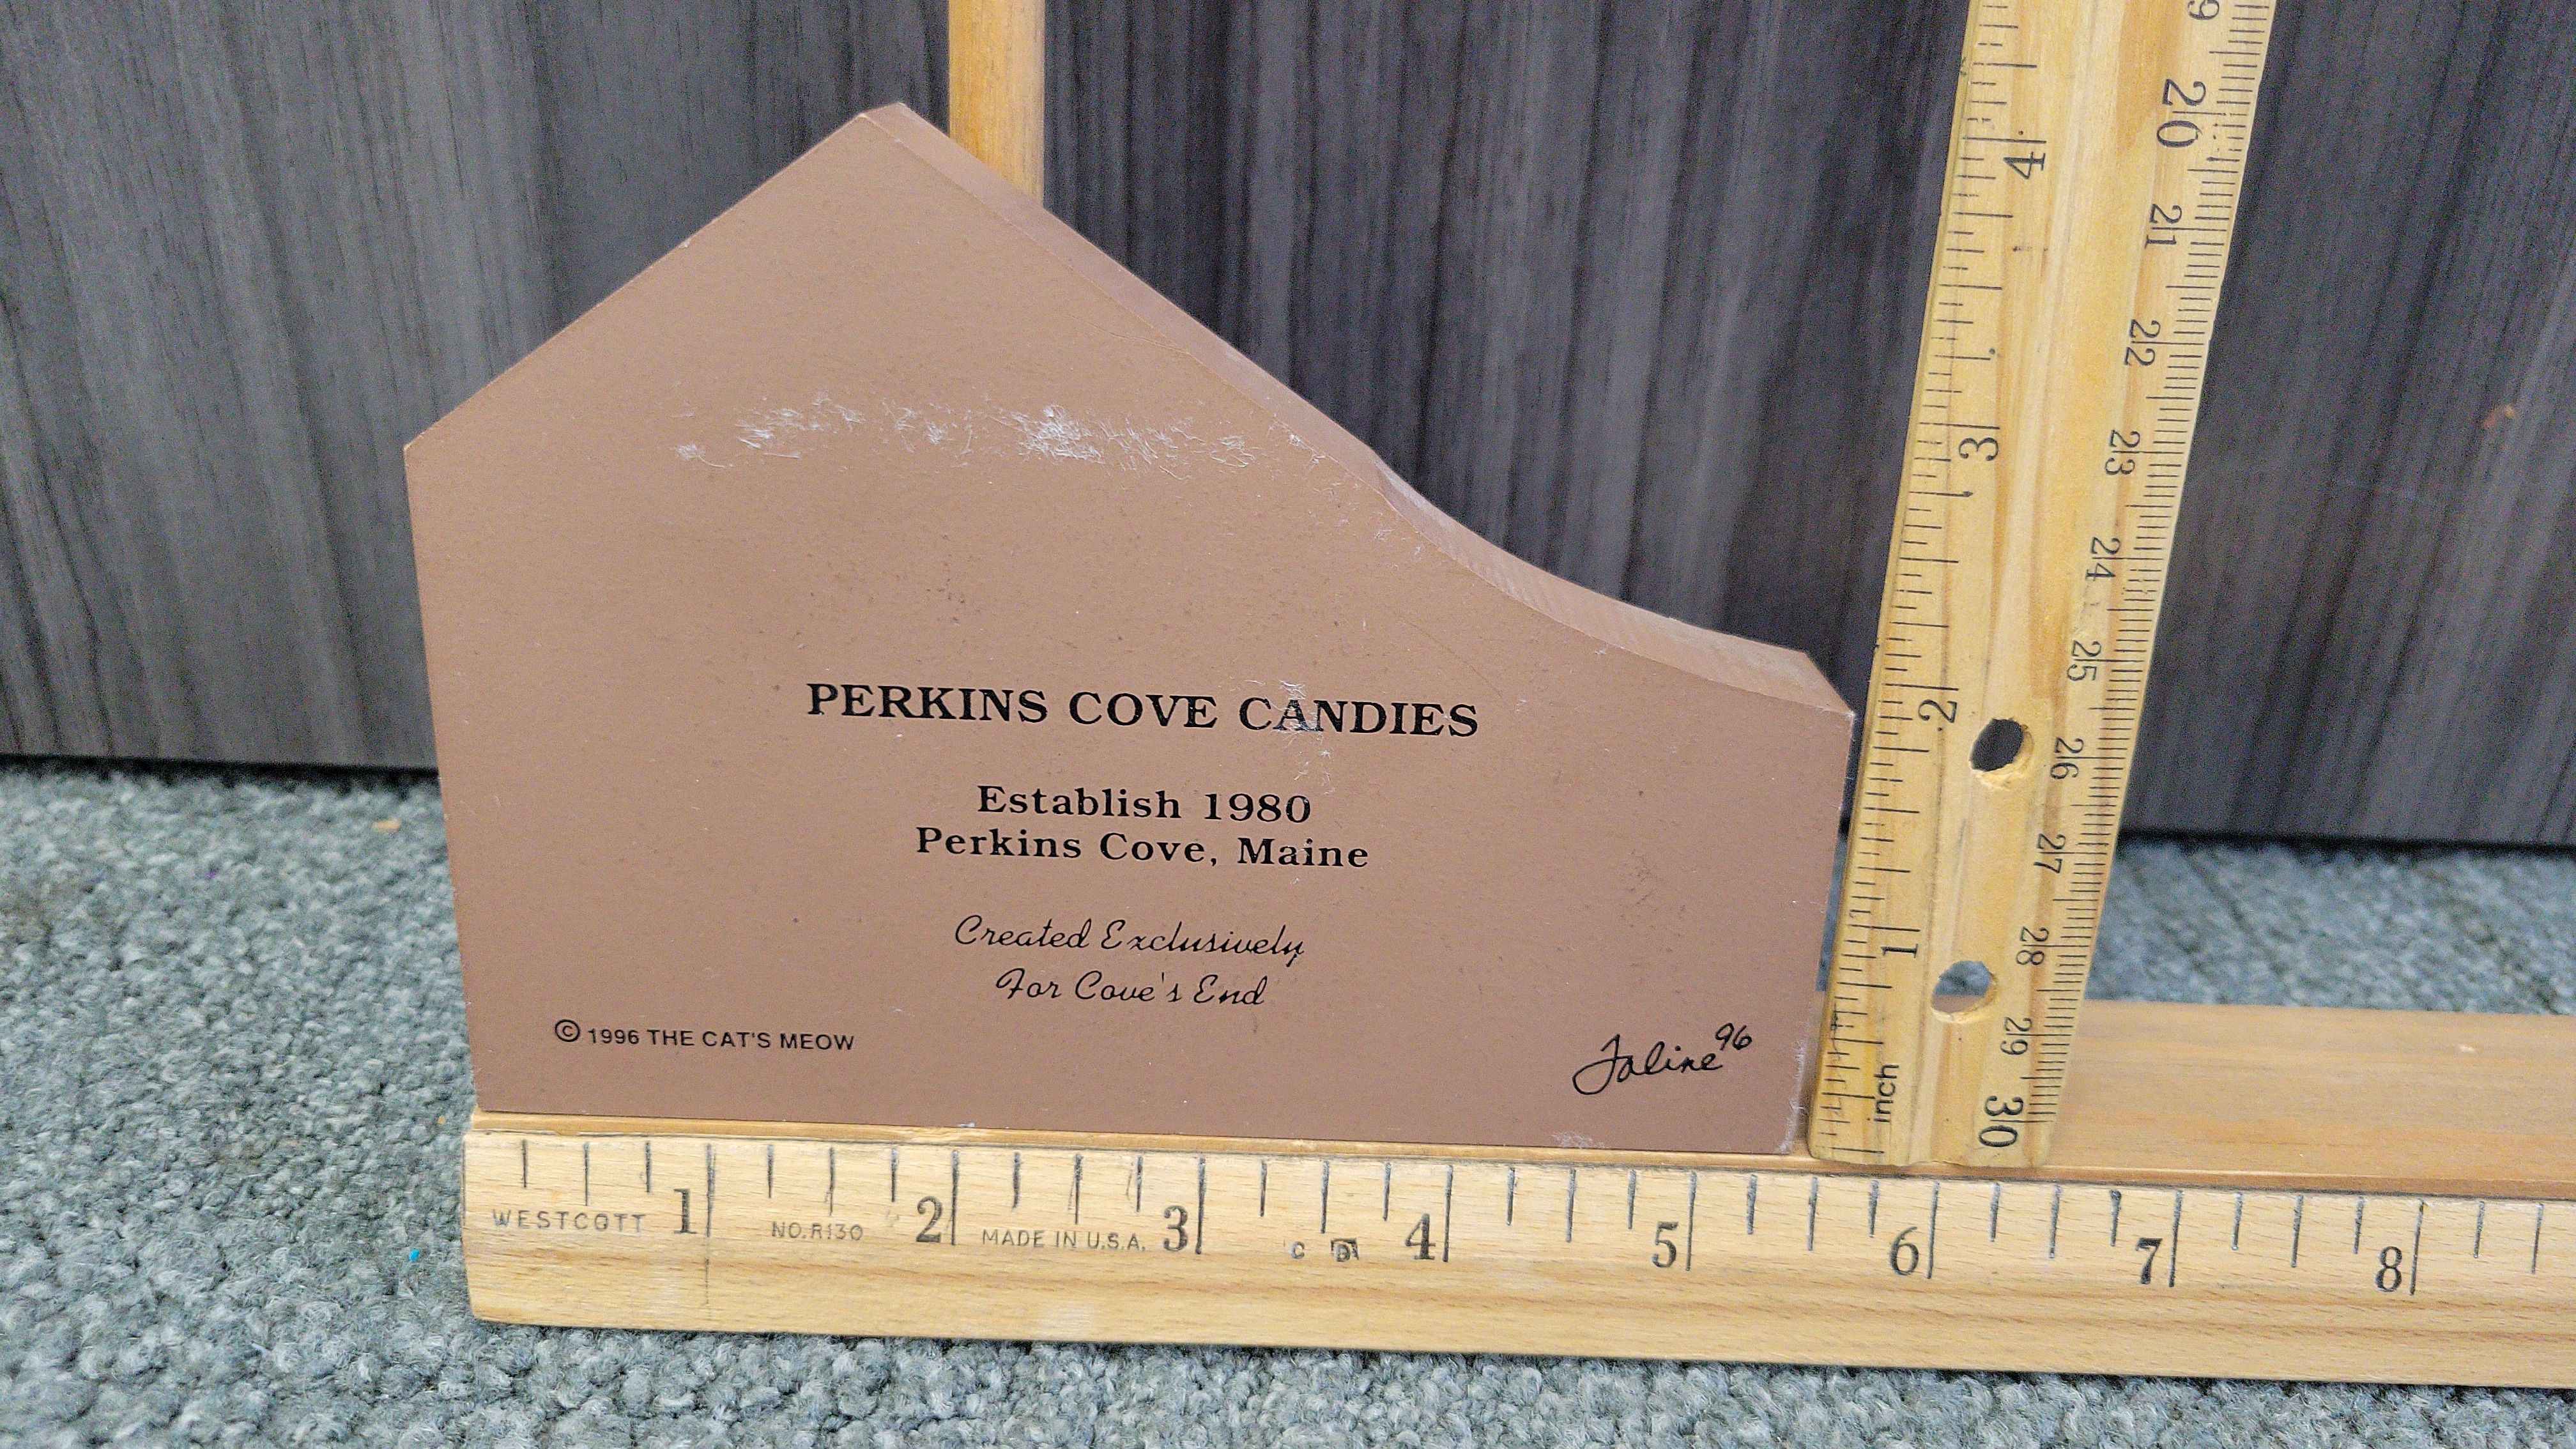 PERKINS COVE CANDIES
Establish 1980
Perkins Cove, Maine
Created Exclusively
For Cove's End
© 1996 THE CAT'S MEOW
Faline 96
9
20
21
22
23
24
25
26
27
28
29
30
4
3
2
1
inch
1 2 3 4 5 6 7 8
WESTCOTT NO.R130 MADE IN U.S.A.